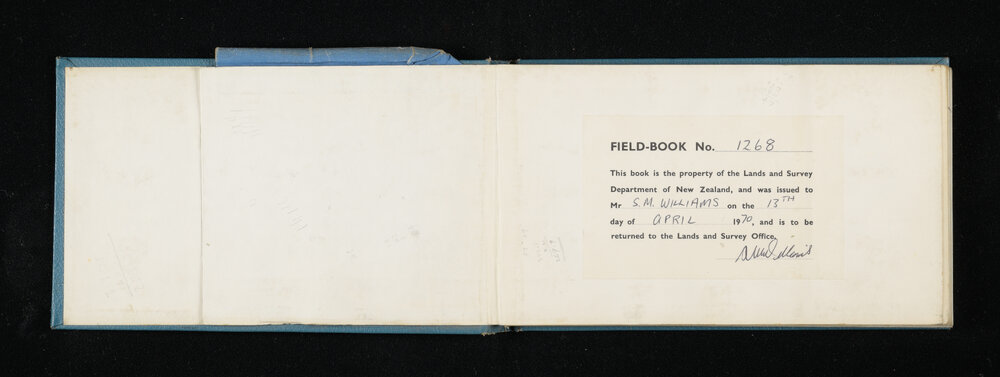 FIELD-BOOK No. 1268
This book is the property of the Lands and Survey
Department of New Zealand, and was issued to
Mr S.M. WILLIAMS on the 13TH
day of APRIL 1970, and is to be
returned to the Lands and Survey Office.